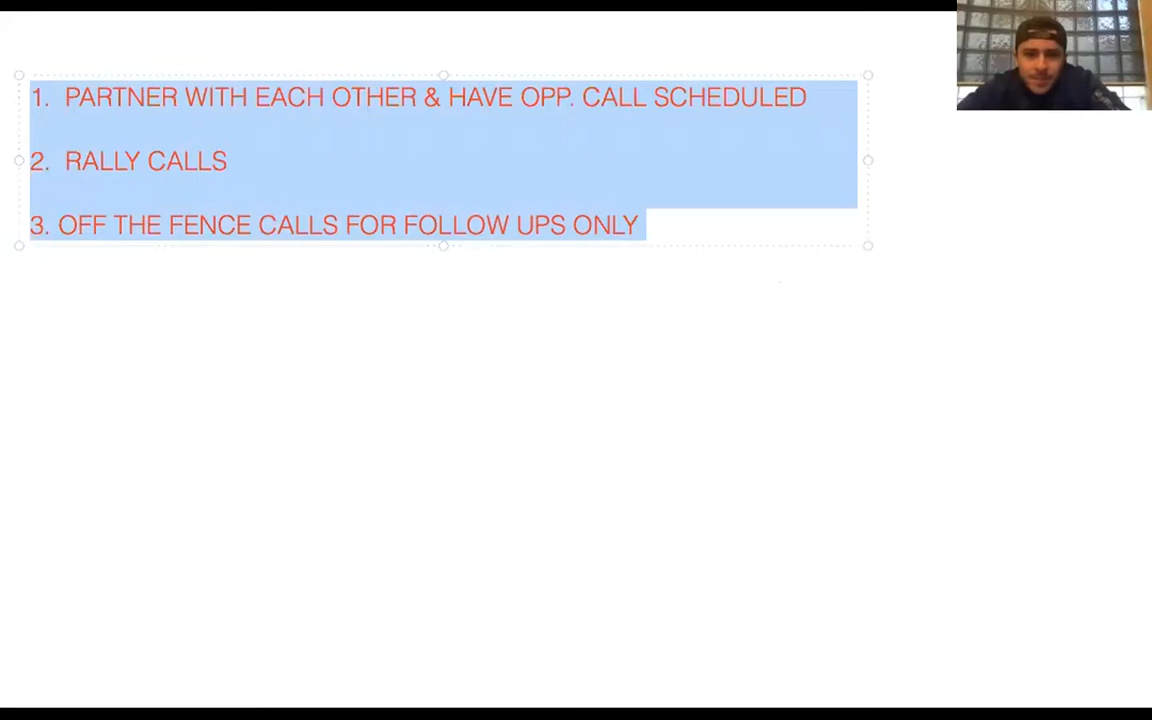 1. PARTNER WITH EACH OTHER & HAVE OPP. CALL SCHEDULED
2. RALLY CALLS
3. OFF THE FENCE CALLS FOR FOLLOW UPS ONLY